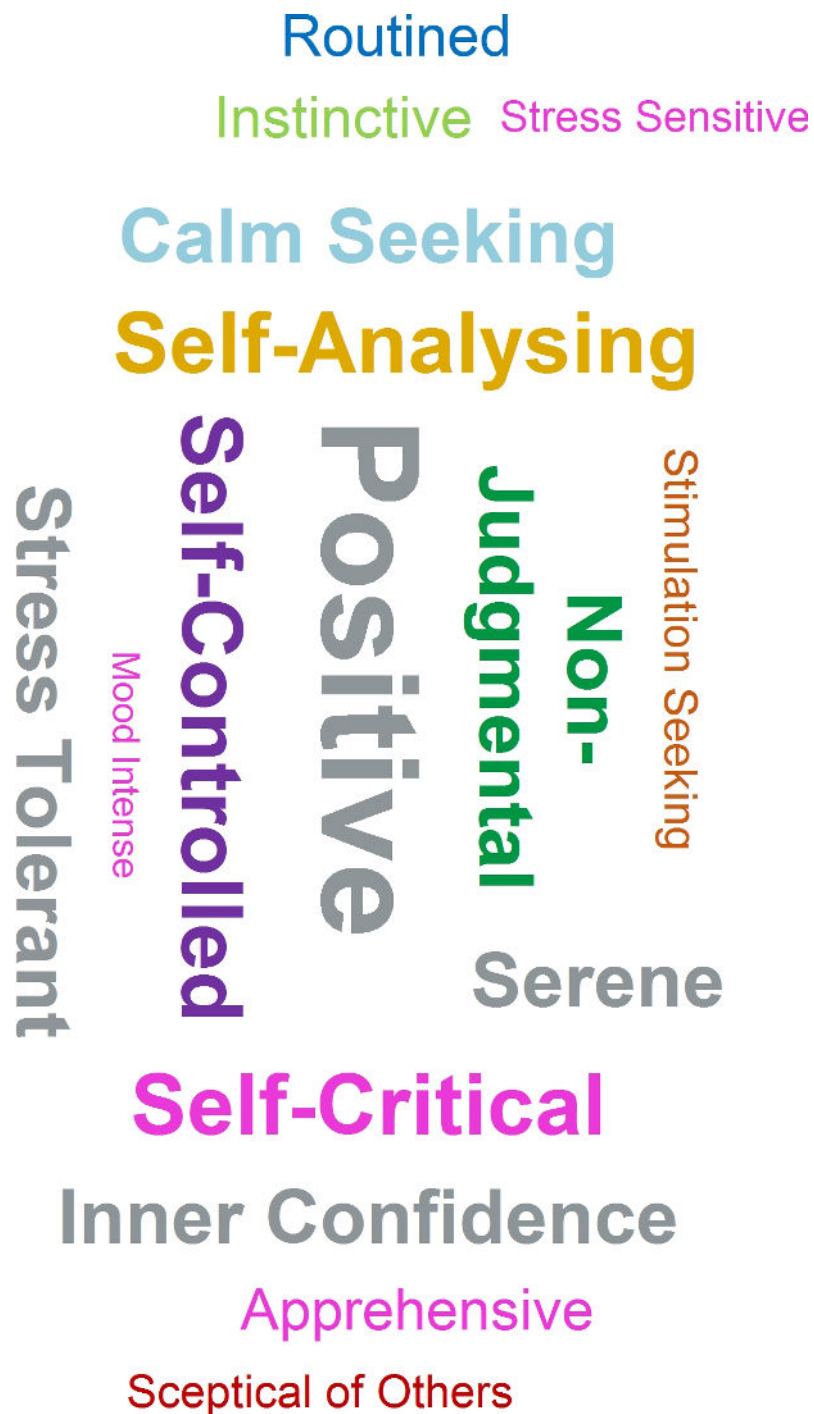 Routined
Instinctive
Stress Sensitive
Calm Seeking
Self-Analysing
Stress Tolerant
Mood Intense
Self-Controlled
Positive
Non-
Judgmental
Stimulation Seeking
Serene
Self-Critical
Inner Confidence
Apprehensive
Sceptical of Others